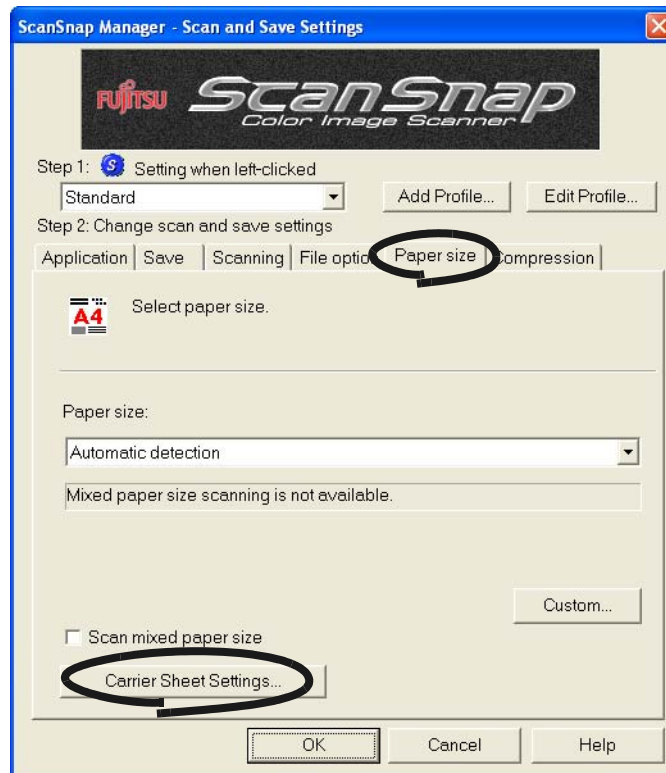 ScanSnap Manager - Scan and Save Settings
FUJITSU ScanSnap
Color Image Scanner
Step 1: S Setting when left-clicked
Standard Add Profile... Edit Profile...
Step 2: Change scan and save settings
Application Save Scanning File optio Paper size ompression
A4 Select paper size.
Paper size:
Automatic detection
Mixed paper size scanning is not available.
Custom...
Scan mixed paper size
Carrier Sheet Settings...
OK Cancel Help